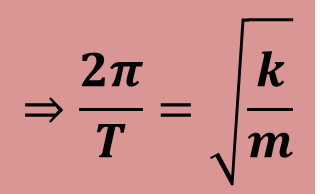 ⇒ 2π/T = √(k/m)